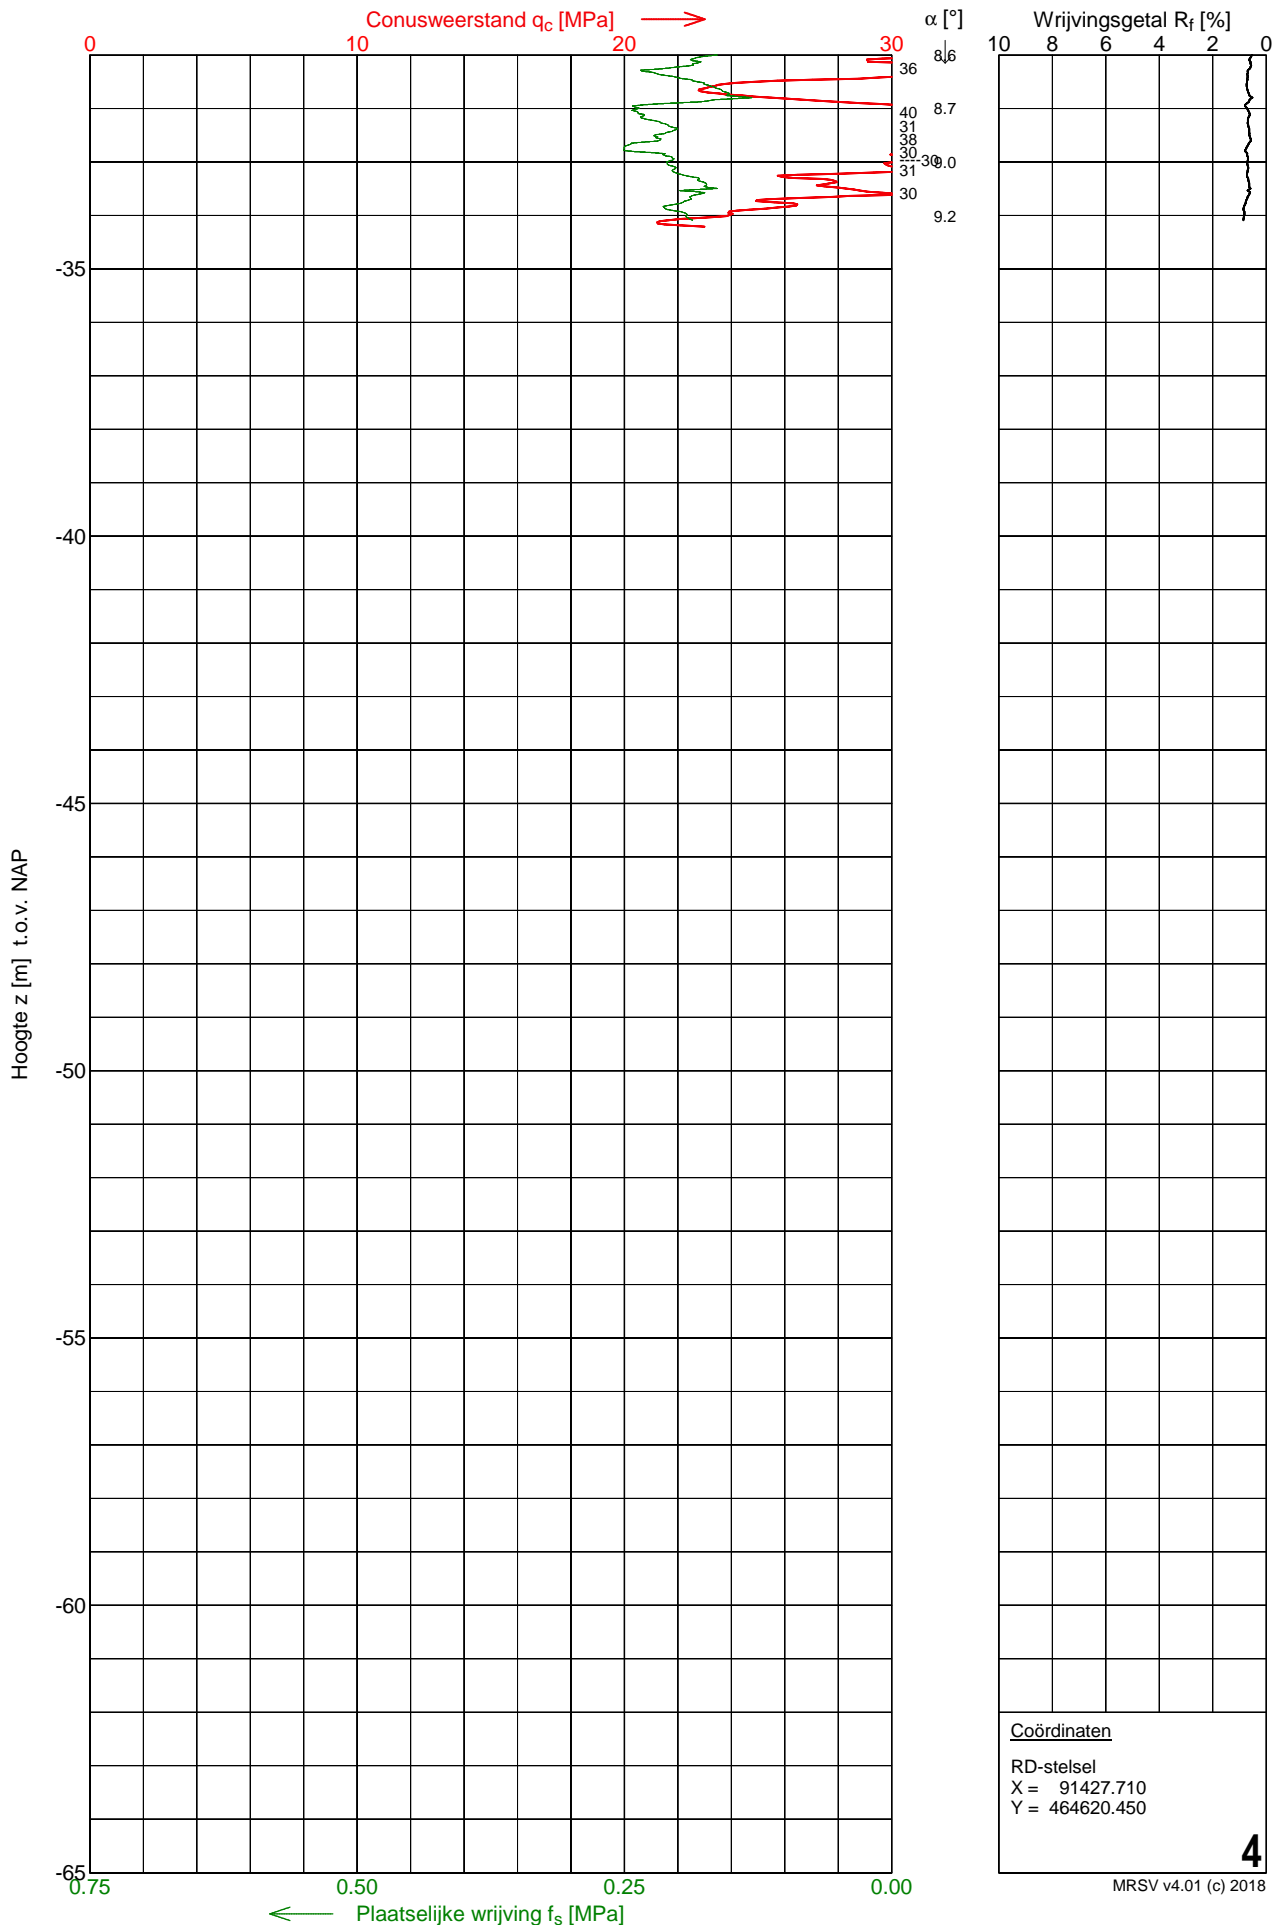 Conusweerstand qc [MPa]
α [°]
Wrijvingsgetal Rf [%]
0 10 20 30
10 8 6 4 2 0
8.6
36
40 8.7
31
38
30
----30 9.0
31
30
9.2
-35
-40
-45
Hoogte z [m] t.o.v. NAP
-50
-55
-60
Coördinaten
RD-stelsel
X = 91427.710
Y = 464620.450
4
-65
0.75 0.50 0.25 0.00
MRSV v4.01 (c) 2018
Plaatselijke wrijving fs [MPa]